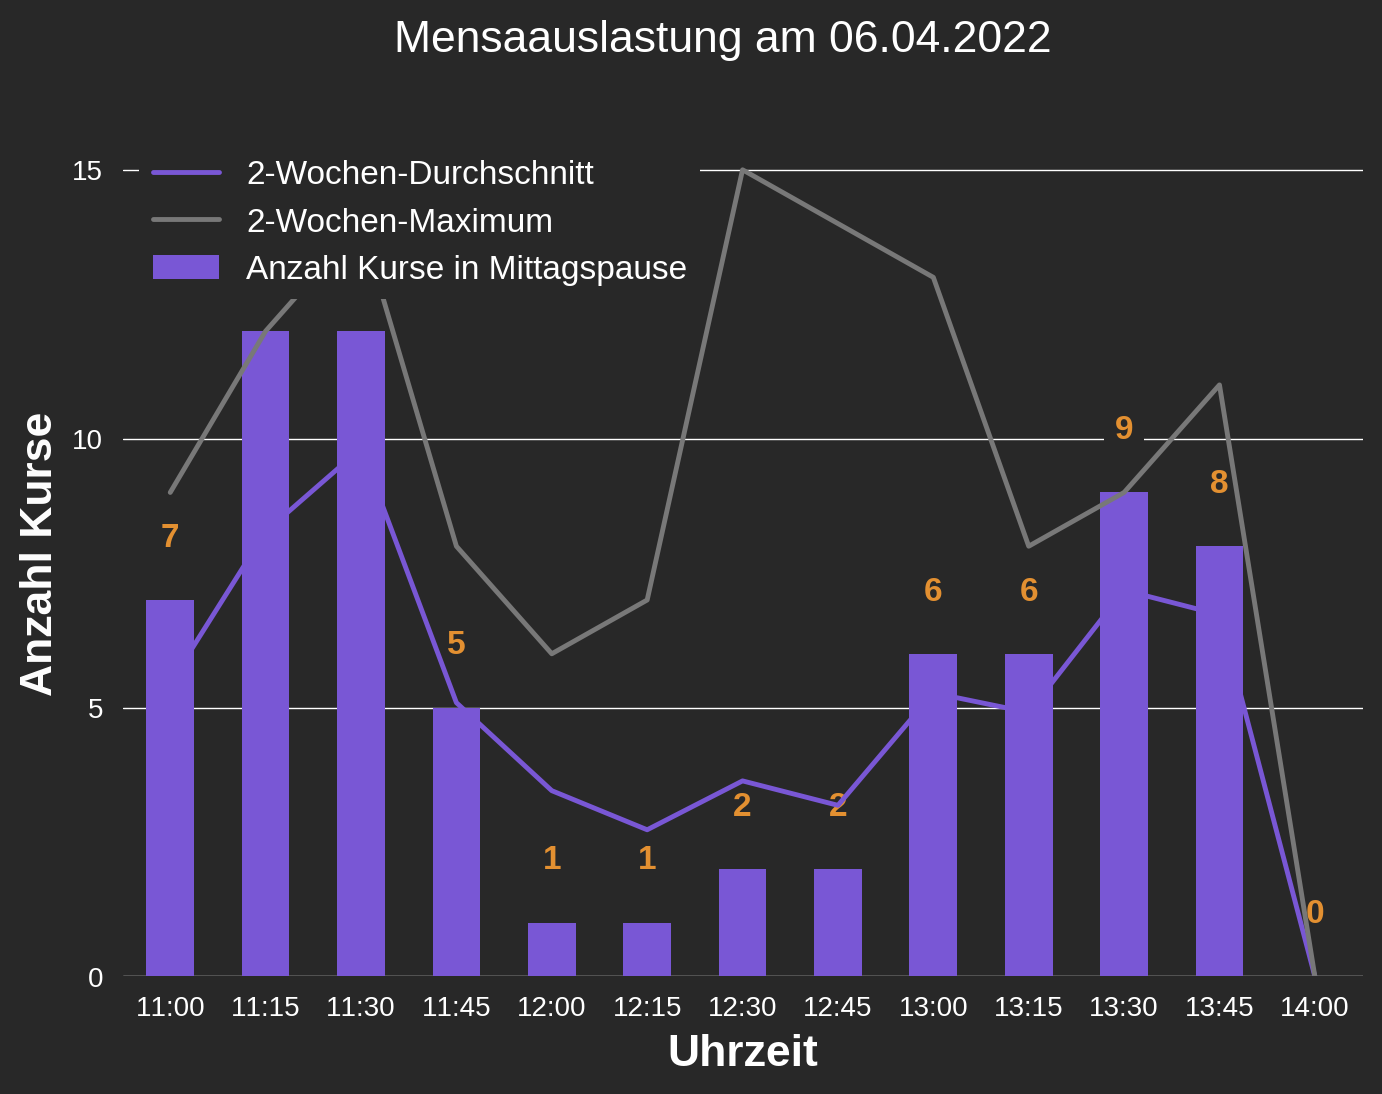 Mensaauslastung am 06.04.2022
2-Wochen-Durchschnitt
2-Wochen-Maximum
Anzahl Kurse in Mittagspause
Anzahl Kurse
15
10
5
0
9
8
7
6
6
5
2
2
1
1
0
11:00 11:15 11:30 11:45 12:00 12:15 12:30 12:45 13:00 13:15 13:30 13:45 14:00
Uhrzeit